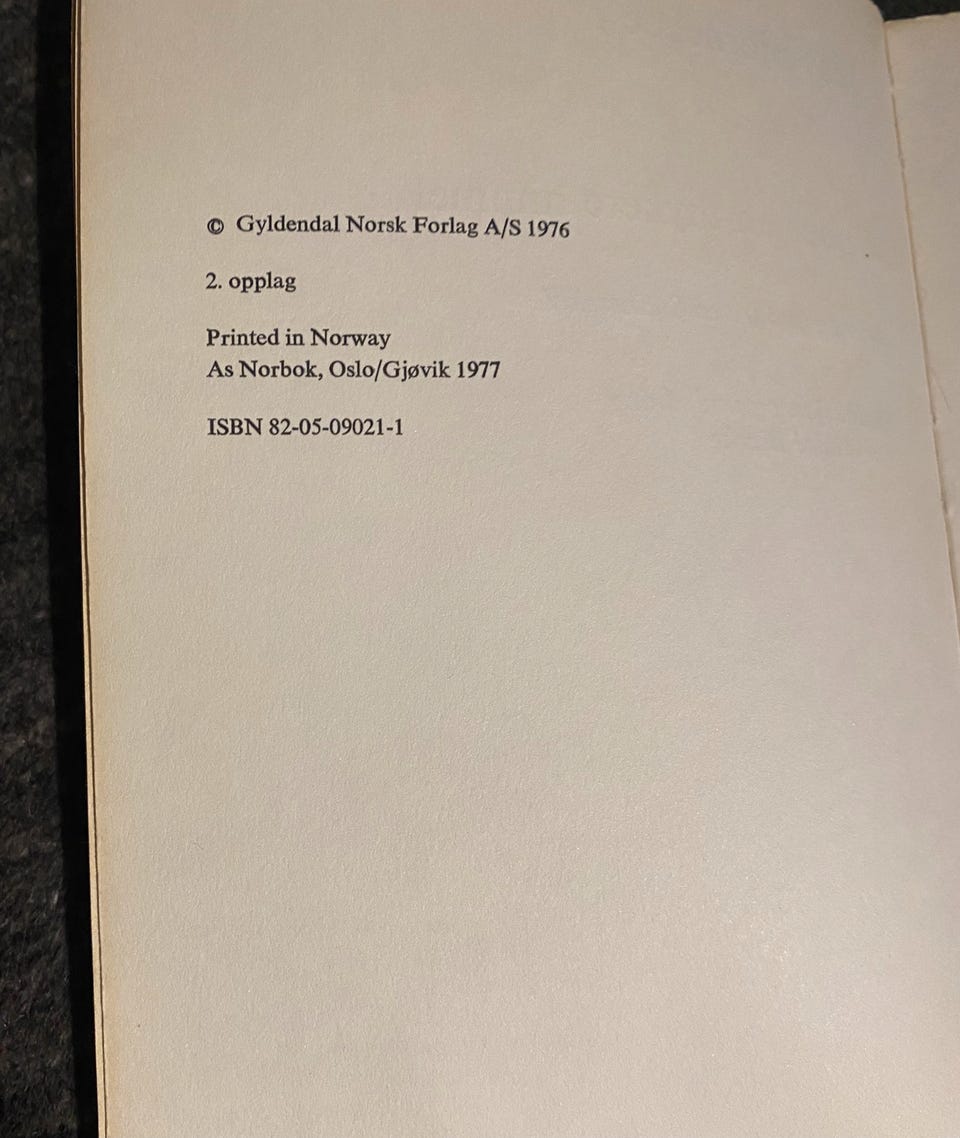 © Gyldendal Norsk Forlag A/S 1976
2. opplag
Printed in Norway
As Norbok, Oslo/Gjøvik 1977
ISBN 82-05-09021-1